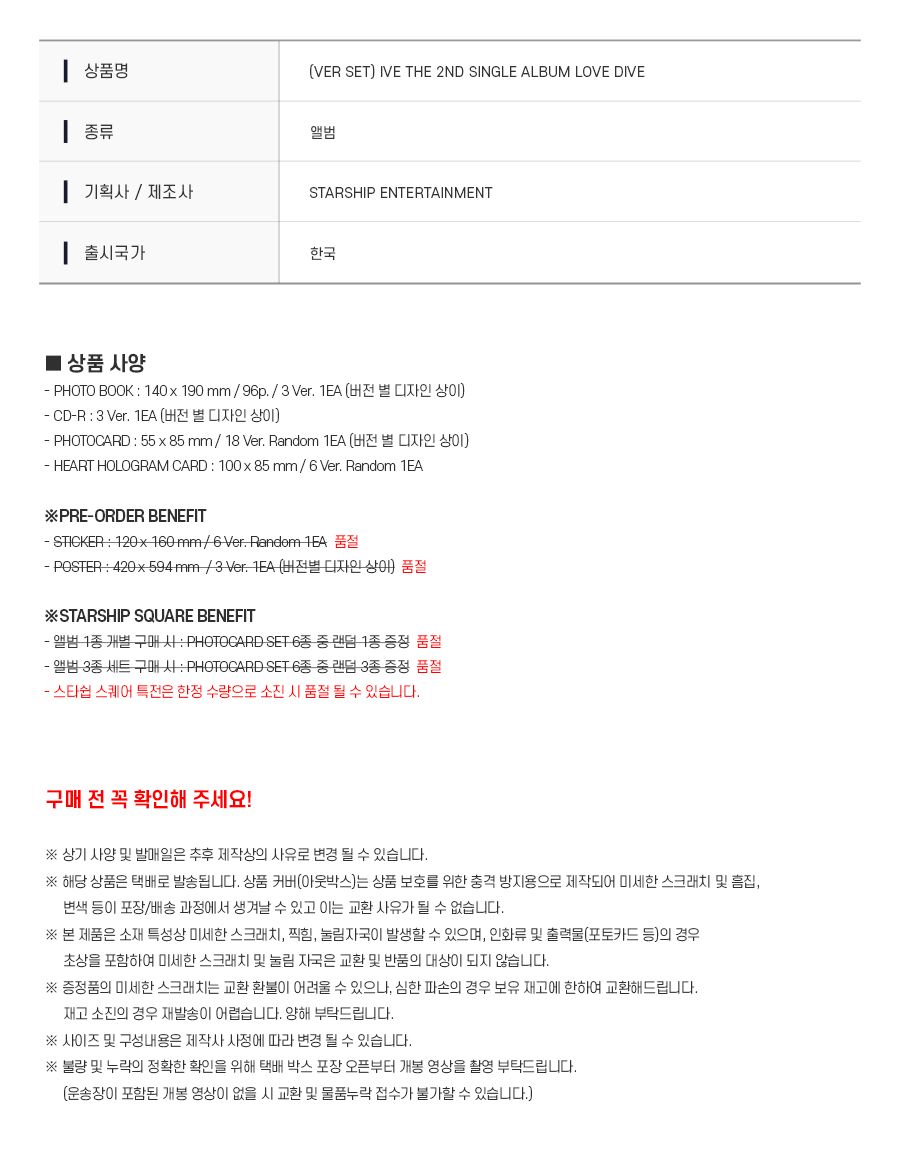 상품명
(VER SET) IVE THE 2ND SINGLE ALBUM LOVE DIVE
종류
앨범
기획사 / 제조사
STARSHIP ENTERTAINMENT
출시국가
한국
■ 상품 사양
- PHOTO BOOK : 140 x 190 mm / 96p. / 3 Ver. 1EA (버전 별 디자인 상이)
- CD-R : 3 Ver. 1EA (버전 별 디자인 상이)
- PHOTOCARD : 55 x 85 mm / 18 Ver. Random 1EA (버전 별 디자인 상이)
- HEART HOLOGRAM CARD : 100 x 85 mm / 6 Ver. Random 1EA
※PRE-ORDER BENEFIT
- STICKER : 120 x 160 mm / 6 Ver. Random 1EA 품절
- POSTER : 420 x 594 mm / 3 Ver. 1EA (버전별 디자인 상이) 품절
※STARSHIP SQUARE BENEFIT
- 앨범 1종 개별 구매 시 : PHOTOCARD SET 6종 중 랜덤 1종 증정 품절
- 앨범 3종 세트 구매 시 : PHOTOCARD SET 6종 중 랜덤 3종 증정 품절
- 스타쉽 스퀘어 특전은 한정 수량으로 소진 시 품절 될 수 있습니다.
구매 전 꼭 확인해 주세요!
※ 상기 사양 및 발매일은 추후 제작상의 사유로 변경 될 수 있습니다.
※ 해당 상품은 택배로 발송됩니다. 상품 커버(아웃박스)는 상품 보호를 위한 충격 방지용으로 제작되어 미세한 스크래치 및 흠집,
변색 등이 포장/배송 과정에서 생겨날 수 있고 이는 교환 사유가 될 수 없습니다.
※ 본 제품은 소재 특성상 미세한 스크래치, 찍힘, 눌림자국이 발생할 수 있으며, 인화류 및 출력물(포토카드 등)의 경우
초상을 포함하여 미세한 스크래치 및 눌림 자국은 교환 및 반품의 대상이 되지 않습니다.
※ 증정품의 미세한 스크래치는 교환 환불이 어려울 수 있으나, 심한 파손의 경우 보유 재고에 한하여 교환해드립니다.
재고 소진의 경우 재발송이 어렵습니다. 양해 부탁드립니다.
※ 사이즈 및 구성내용은 제작사 사정에 따라 변경 될 수 있습니다.
※ 불량 및 누락의 정확한 확인을 위해 택배 박스 포장 오픈부터 개봉 영상을 촬영 부탁드립니다.
(운송장이 포함된 개봉 영상이 없을 시 교환 및 물품누락 접수가 불가할 수 있습니다.)